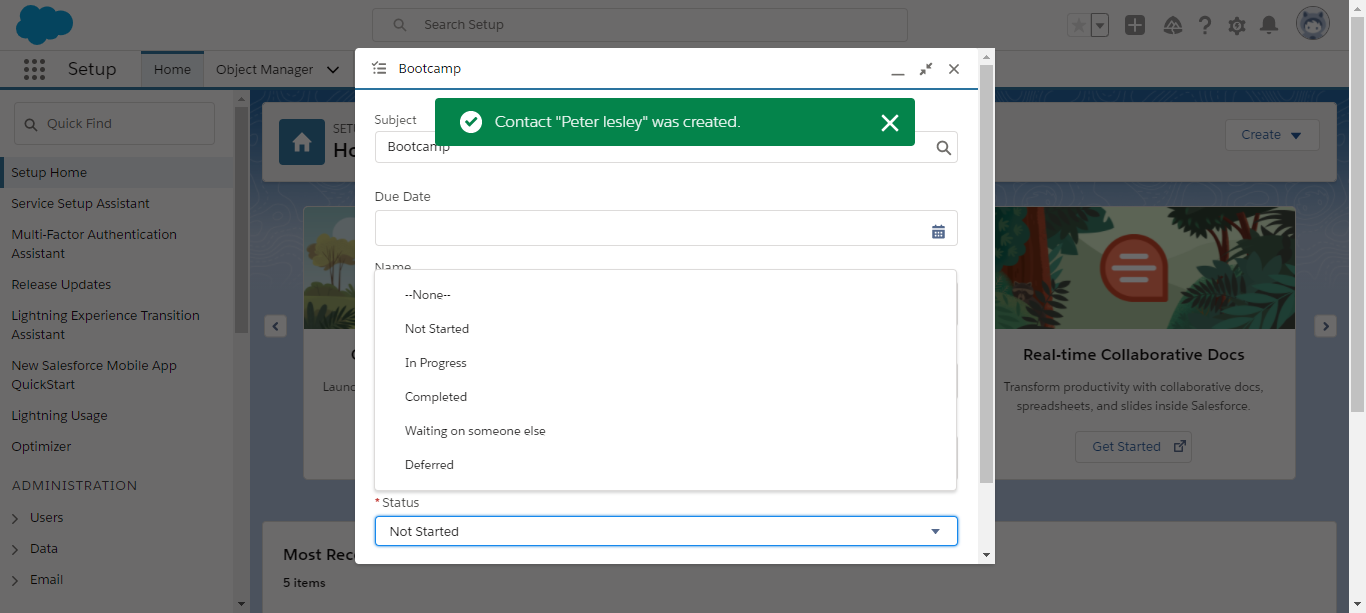 Search Setup
Setup
Home
Object Manager
Quick Find
Setup Home
Service Setup Assistant
Multi-Factor Authentication
Assistant
Release Updates
Lightning Experience Transition
Assistant
New Salesforce Mobile App
QuickStart
Lightning Usage
Optimizer
ADMINISTRATION
Users
Data
Email
SETU
Ho
Create
Bootcamp
Contact "Peter Iesley" was created.
Subject
Bootcamp
Due Date
Name
--None--
Not Started
In Progress
Completed
Waiting on someone else
Deferred
*Status
Not Started
Launc
Real-time Collaborative Docs
Transform productivity with collaborative docs,
spreadsheets, and slides inside Salesforce.
Get Started
Most Rec
5 items